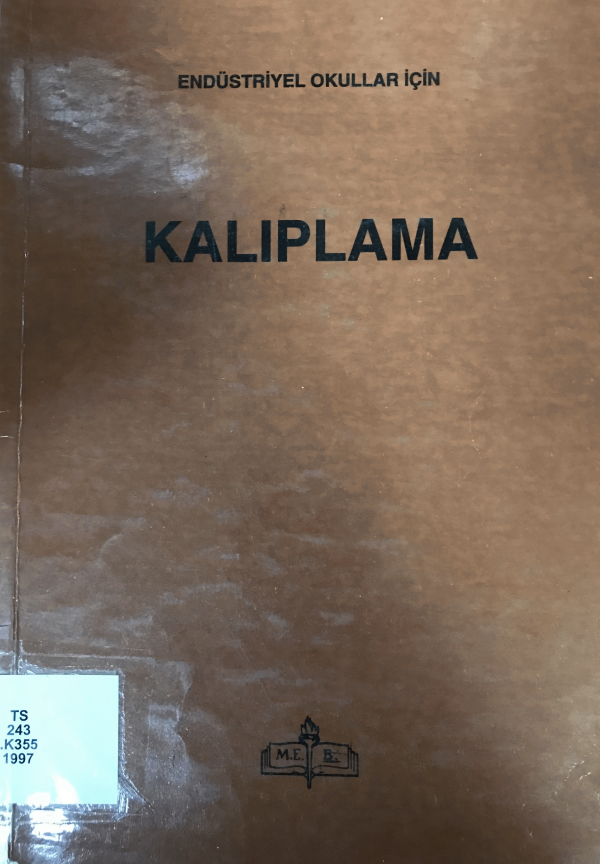 ENDÜSTRİYEL OKULLAR İÇİN
KALIPLAMA
TS
243
.K355
1997
M.E. B.